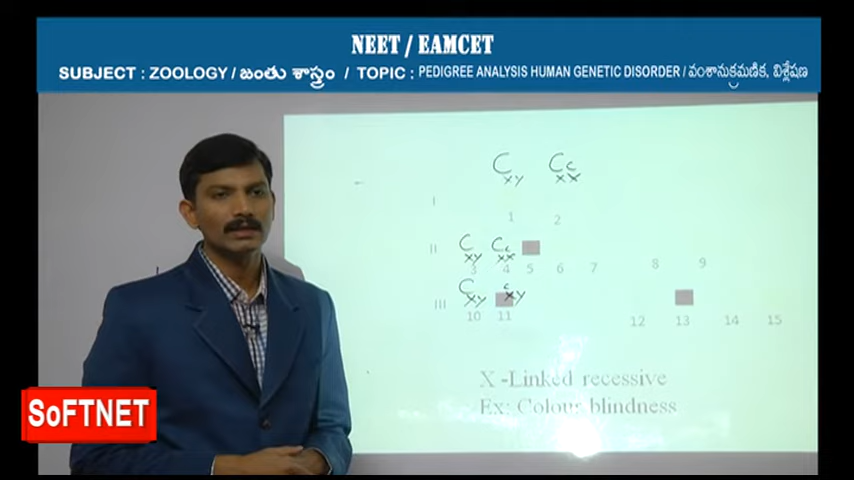 NEET / EAMCET
SUBJECT : ZOOLOGY / జంతు శాస్త్రం / TOPIC : PEDIGREE ANALYSIS HUMAN GENETIC DISORDER / వంశానుక్రమణిక, విశ్లేషణ
C Cc
xy xx
I
1 2
II C Cc
xy xx
3 4 5 6 7 8 9
C c
III xy xy
10 11 12 13 14 15
X -Linked recessive
Ex: Colour blindness
SoFTNET